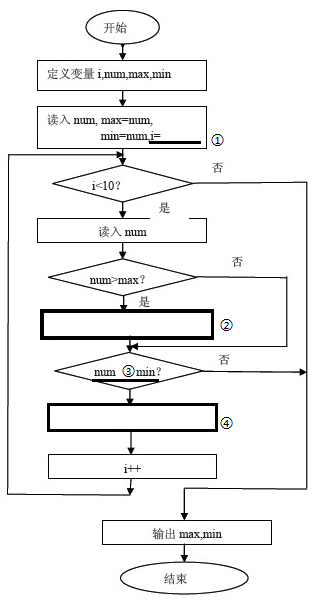 开始
定义变量 i,num,max,min
读入 num, max=num,
min=num,i=
①
否
i<10?
是
读入 num
否
num>max?
是
②
否
num ③ min?
④
i++
输出 max,min
结束